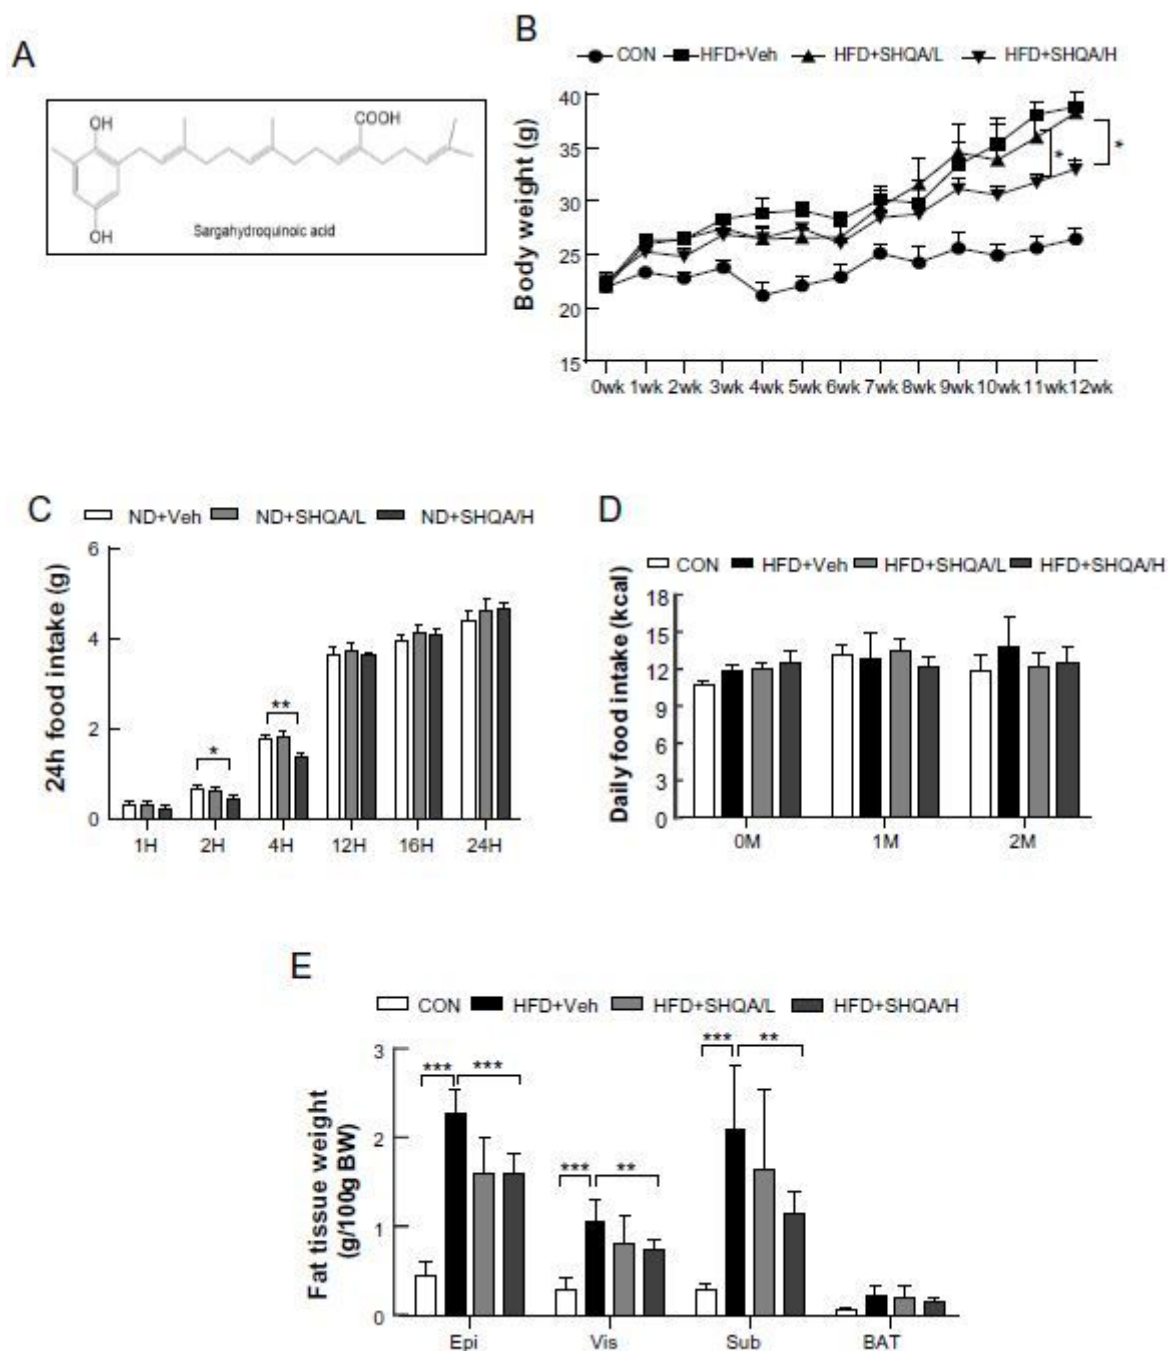 A
OH
COOH
OH
Sargahydroquinoic acid
B
CON HFD+Veh HFD+SHQA/L HFD+SHQA/H
Body weight (g)
40
35
30
25
20
15
*
*
0wk 1wk 2wk 3wk 4wk 5wk 6wk 7wk 8wk 9wk 10wk 11wk 12wk
C
ND+Veh ND+SHQA/L ND+SHQA/H
24h food intake (g)
6
4
2
0
*
**
1H 2H 4H 12H 16H 24H
D
CON HFD+Veh HFD+SHQA/L HFD+SHQA/H
Daily food intake (kcal)
18
15
12
9
6
3
0
0M 1M 2M
E
CON HFD+Veh HFD+SHQA/L HFD+SHQA/H
Fat tissue weight
(g/100g BW)
3
2
1
0
*** ***
*** **
*** **
Epi Vis Sub BAT